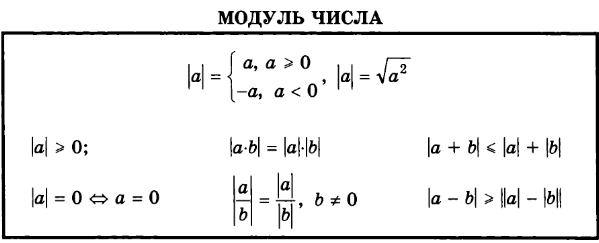 МОДУЛЬ ЧИСЛА
|a| = { a, a ⩾ 0; −a, a < 0 , |a| = √a²
|a| ⩾ 0; |a·b| = |a|·|b| |a + b| ⩽ |a| + |b|
|a| = 0 ⇔ a = 0 |a/b| = |a|/|b|, b ≠ 0 |a − b| ⩾ ||a| − |b||